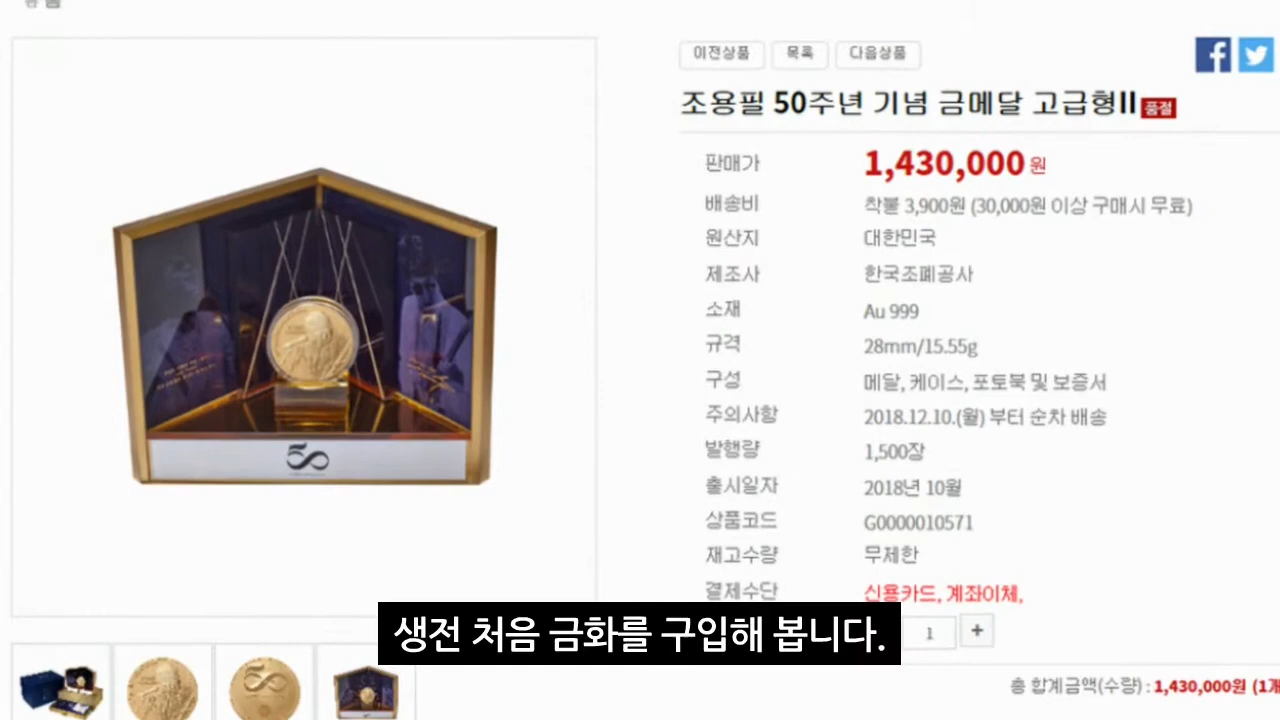 이전상품 목록 다음상품
조용필 50주년 기념 금메달 고급형II 품절
판매가 1,430,000 원
배송비 착불 3,900원 (30,000원 이상 구매시 무료)
원산지 대한민국
제조사 한국조폐공사
소재 Au 999
규격 28mm/15.55g
구성 메달, 케이스, 포토북 및 보증서
주의사항 2018.12.10.(월) 부터 순차 배송
발행량 1,500장
출시일자 2018년 10월
상품코드 G0000010571
재고수량 무제한
결제수단 신용카드, 계좌이체,
50
1 +
생전 처음 금화를 구입해 봅니다.
총 합계금액(수량) : 1,430,000원 (1개